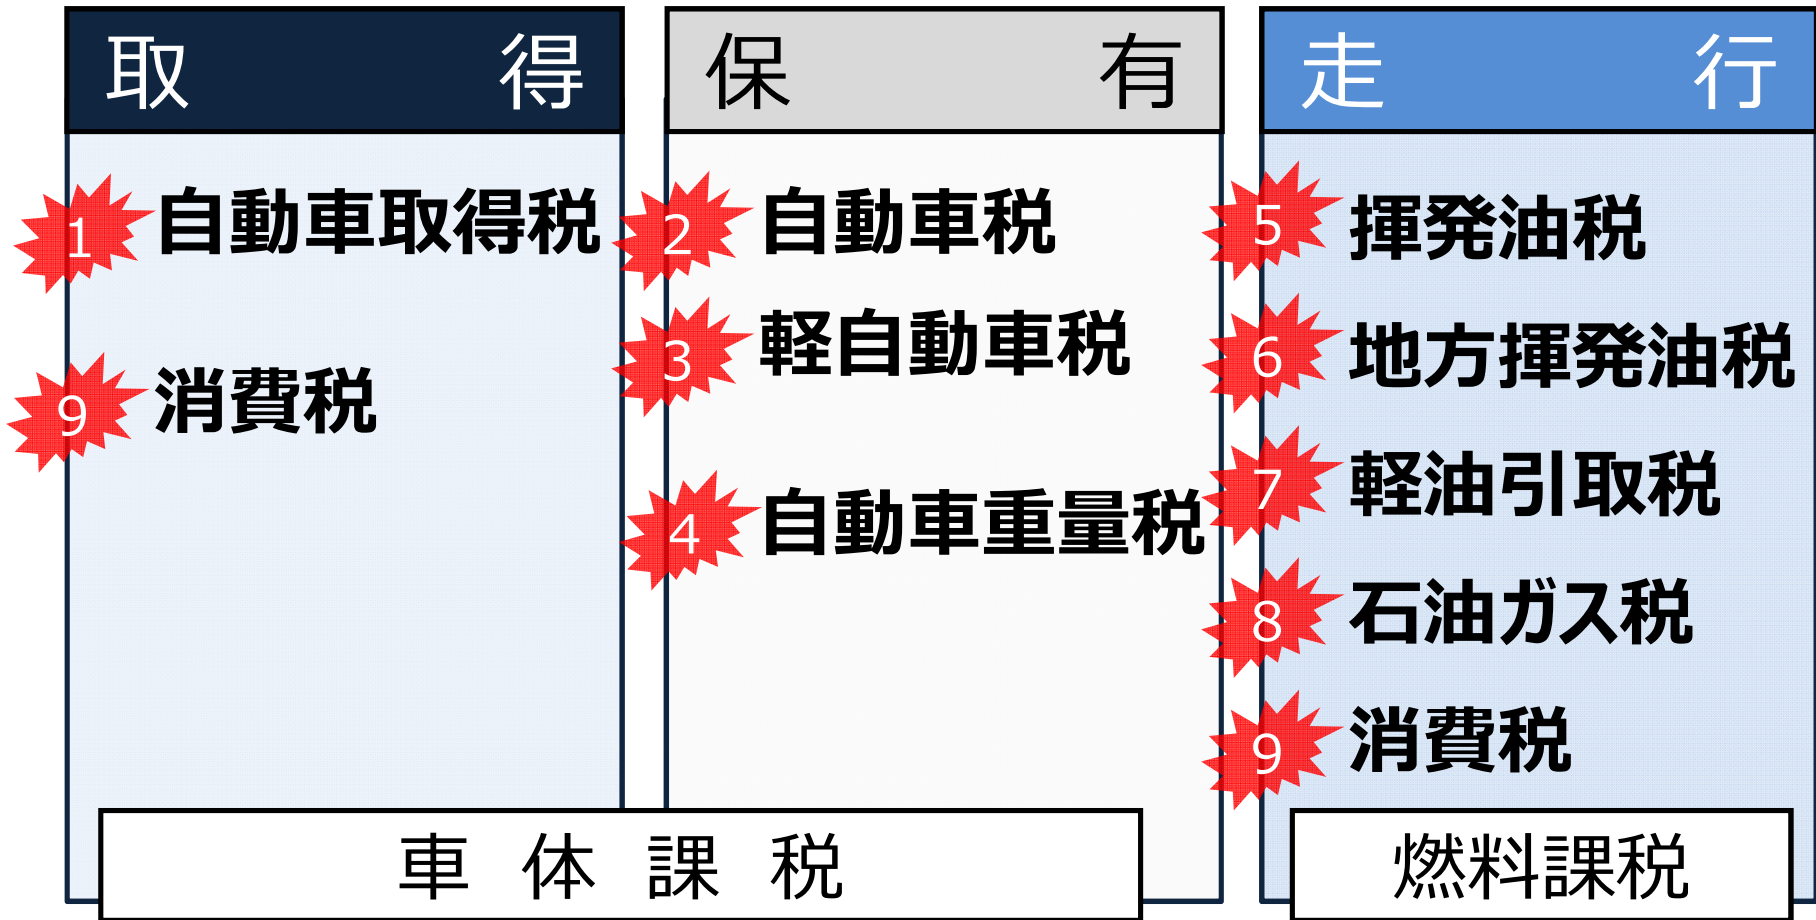 取得
1 自動車取得税
9 消費税
保有
2 自動車税
3 軽自動車税
4 自動車重量税
車体課税
走行
5 揮発油税
6 地方揮発油税
7 軽油引取税
8 石油ガス税
9 消費税
燃料課税